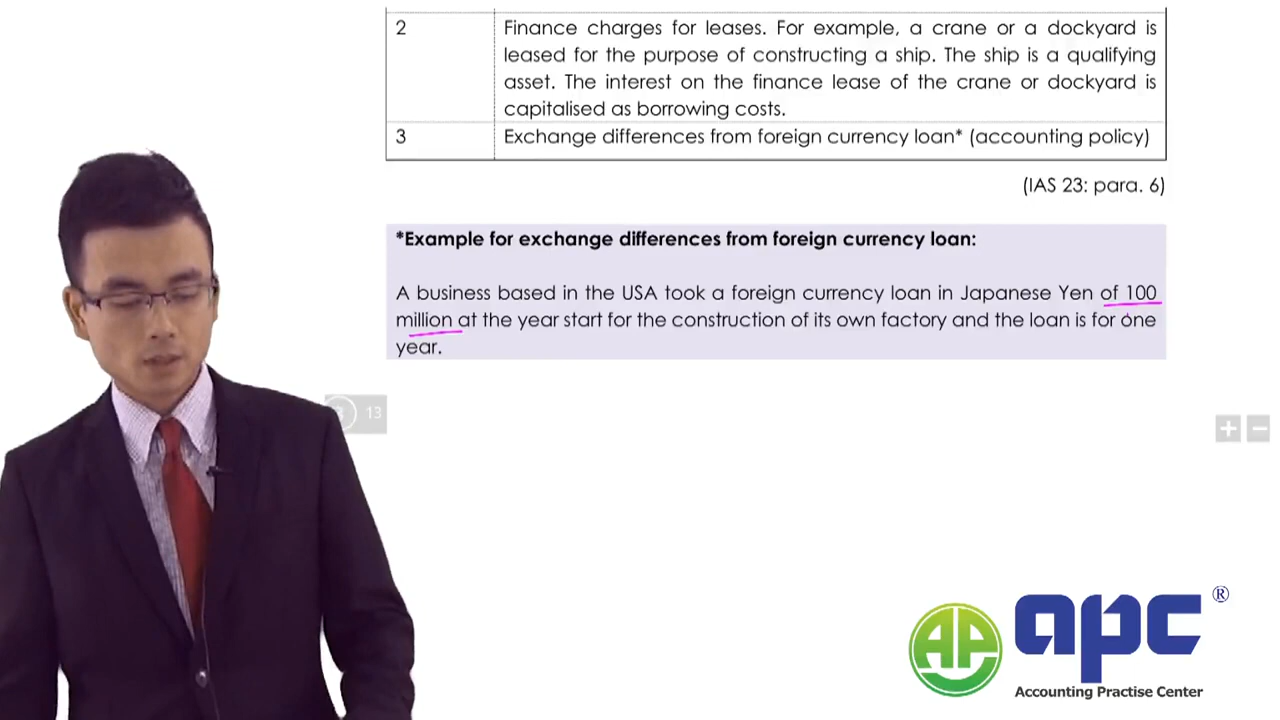 2
Finance charges for leases. For example, a crane or a dockyard is
leased for the purpose of constructing a ship. The ship is a qualifying
asset. The interest on the finance lease of the crane or dockyard is
capitalised as borrowing costs.
3
Exchange differences from foreign currency loan* (accounting policy)
(IAS 23: para. 6)
*Example for exchange differences from foreign currency loan:
A business based in the USA took a foreign currency loan in Japanese Yen of 100
million at the year start for the construction of its own factory and the loan is for one
year.
13
AP
apc ®
Accounting Practise Center